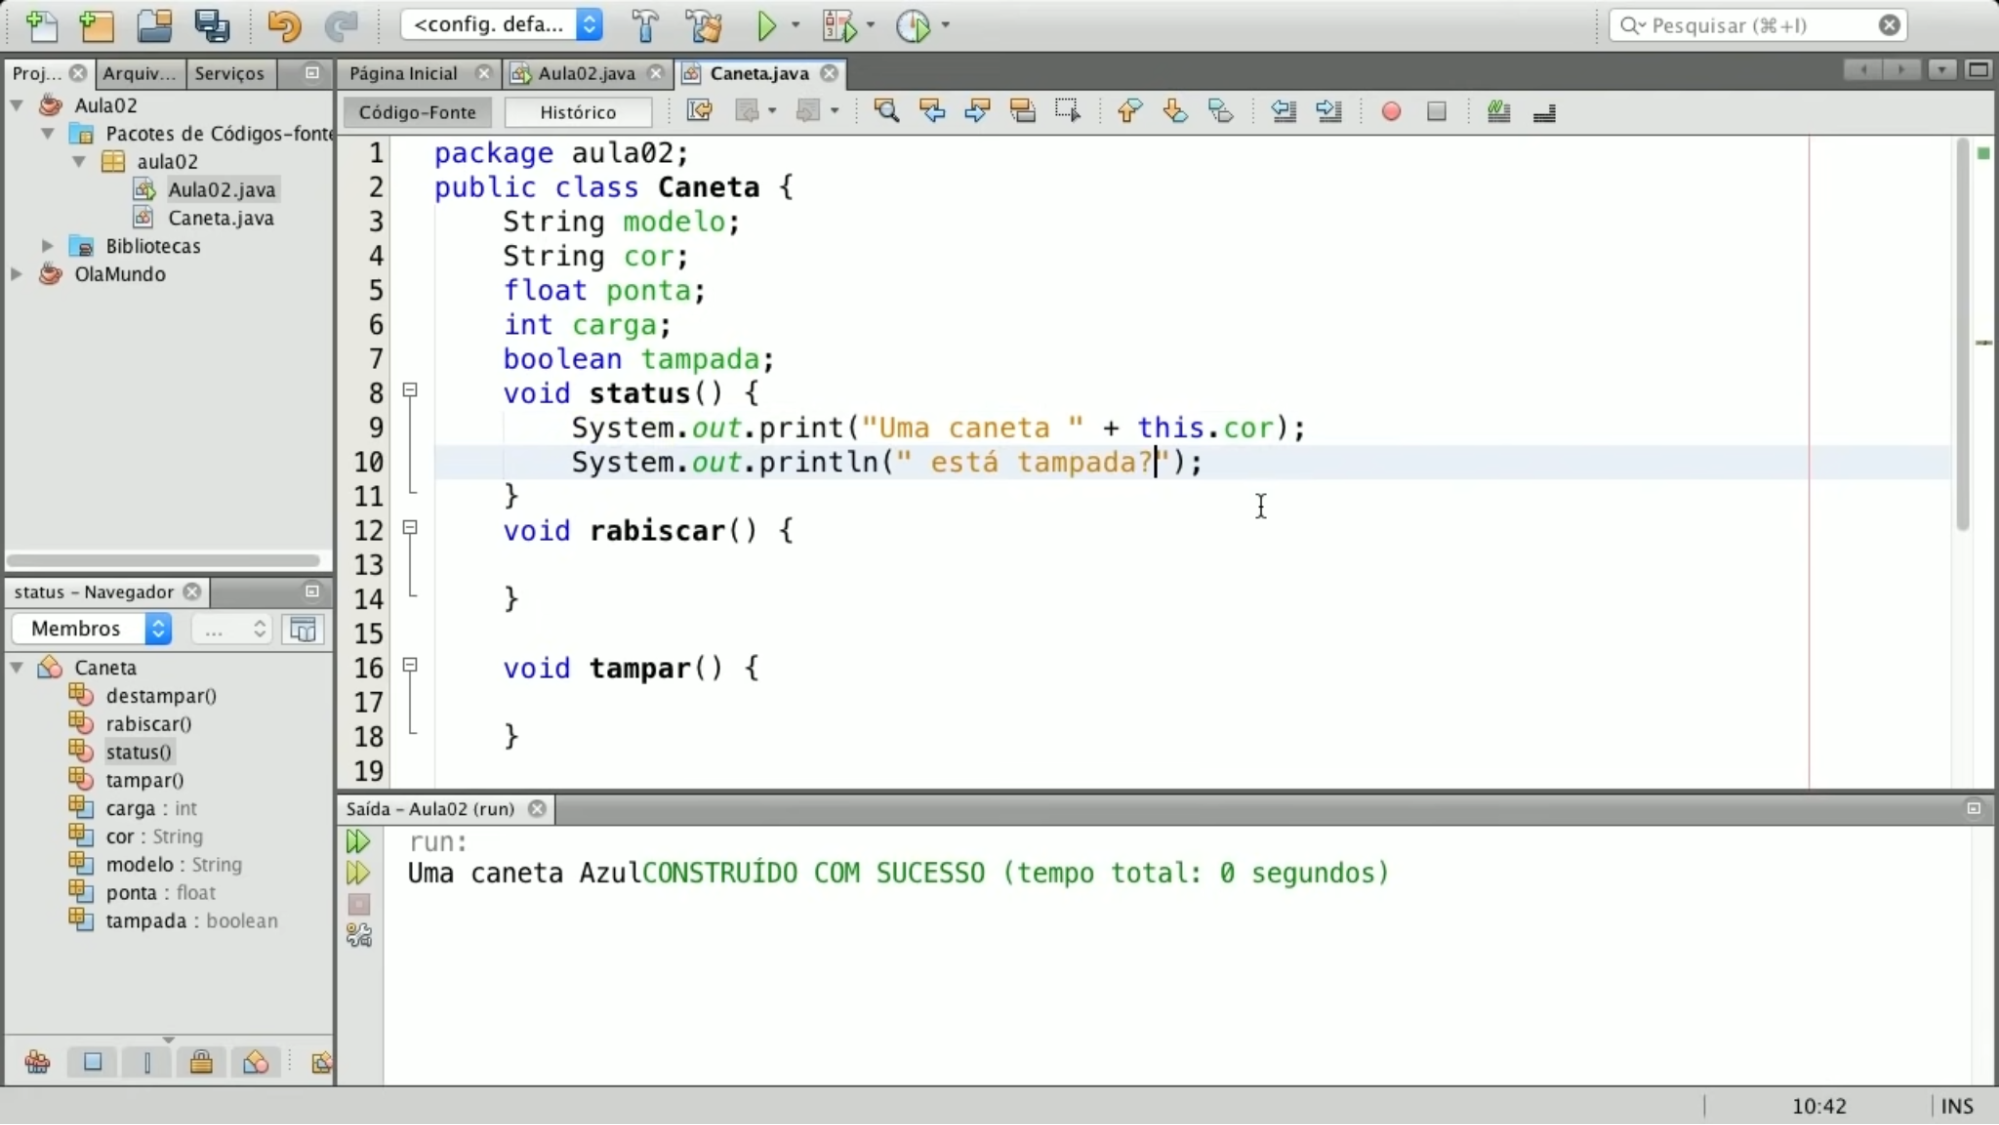 <config. defa...
Pesquisar (⌘+I)
Proj...
Arquiv...
Serviços
Página Inicial
Aula02.java
Caneta.java
Código-Fonte
Histórico
Aula02
Pacotes de Códigos-fonte
aula02
Aula02.java
Caneta.java
Bibliotecas
OlaMundo
1 package aula02;
2 public class Caneta {
3 String modelo;
4 String cor;
5 float ponta;
6 int carga;
7 boolean tampada;
8 void status() {
9 System.out.print("Uma caneta " + this.cor);
10 System.out.println(" está tampada?");
11 }
12 void rabiscar() {
13
14 }
15
16 void tampar() {
17
18 }
19
status - Navegador
Membros
...
Caneta
destampar()
rabiscar()
status()
tampar()
carga : int
cor : String
modelo : String
ponta : float
tampada : boolean
Saída - Aula02 (run)
run:
Uma caneta AzulCONSTRUÍDO COM SUCESSO (tempo total: 0 segundos)
10:42
INS